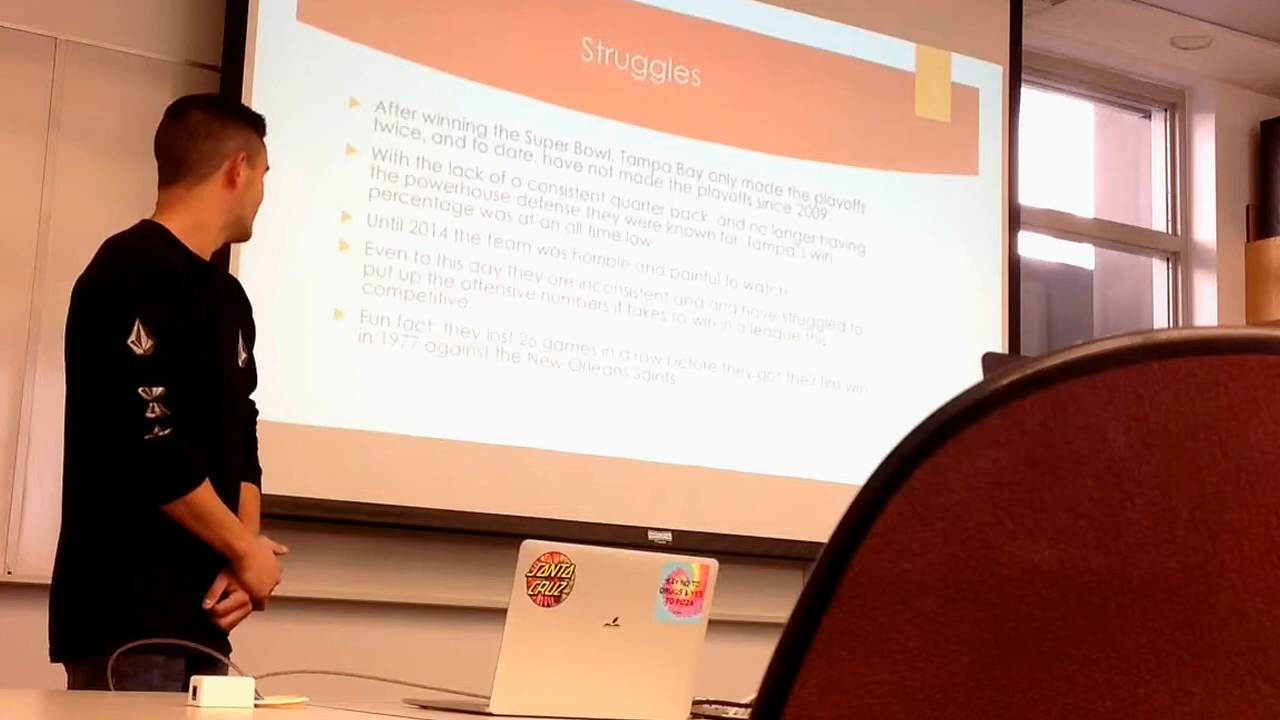 Struggles
After winning the Super Bowl, Tampa Bay only made the playoffs
twice, and to date, have not made the playoffs since 2009
With the lack of a consistent quarter back, and no longer having
the powerhouse defense they were known for, Tampa's win
percentage was at an all time low
Until 2014 the team was horrible and painful to watch
Even to this day they are inconsistent and and have struggled to
put up the offensive numbers it takes to win in a league this
competitive.
Fun fact: they lost 26 games in a row before they got their first win
in 1977 against the New Orleans Saints
SANTA
CRUZ
SAY NO TO
DRUGS & YES
TO PIZZA